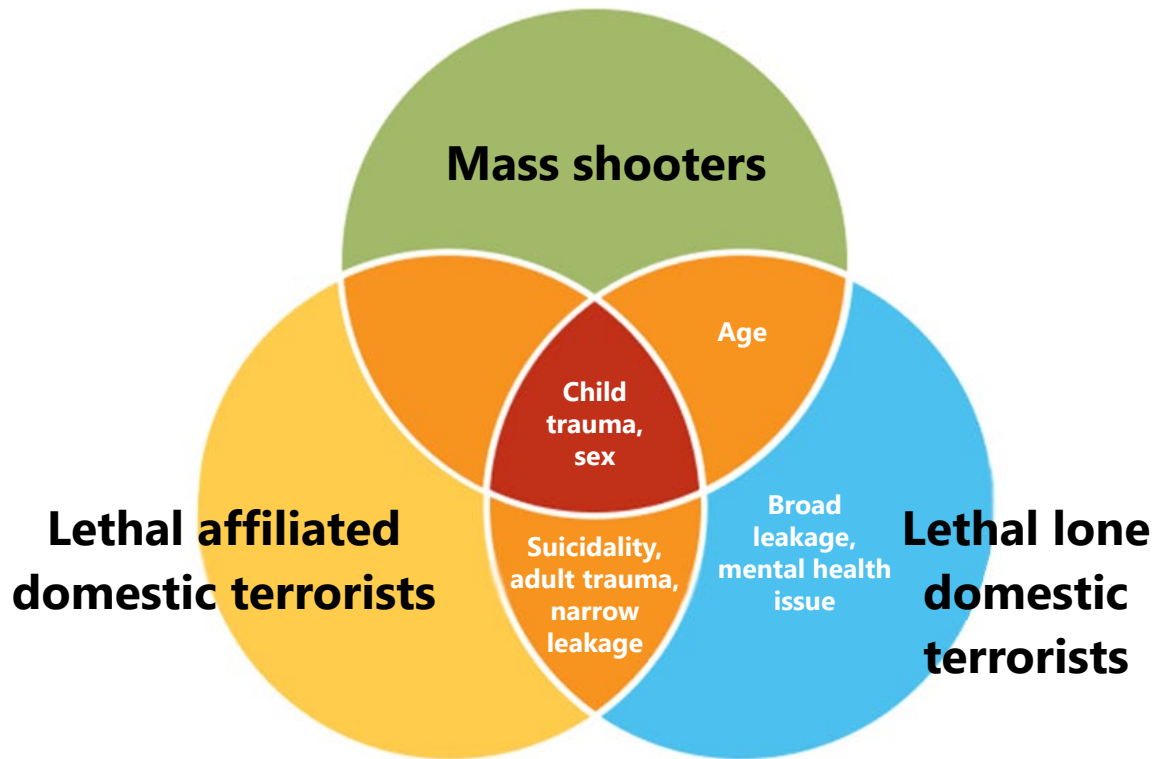 Mass shooters
Age
Child
trauma,
sex
Lethal affiliated
domestic terrorists
Suicidality,
adult trauma,
narrow
leakage
Broad
leakage,
mental health
issue
Lethal lone
domestic
terrorists